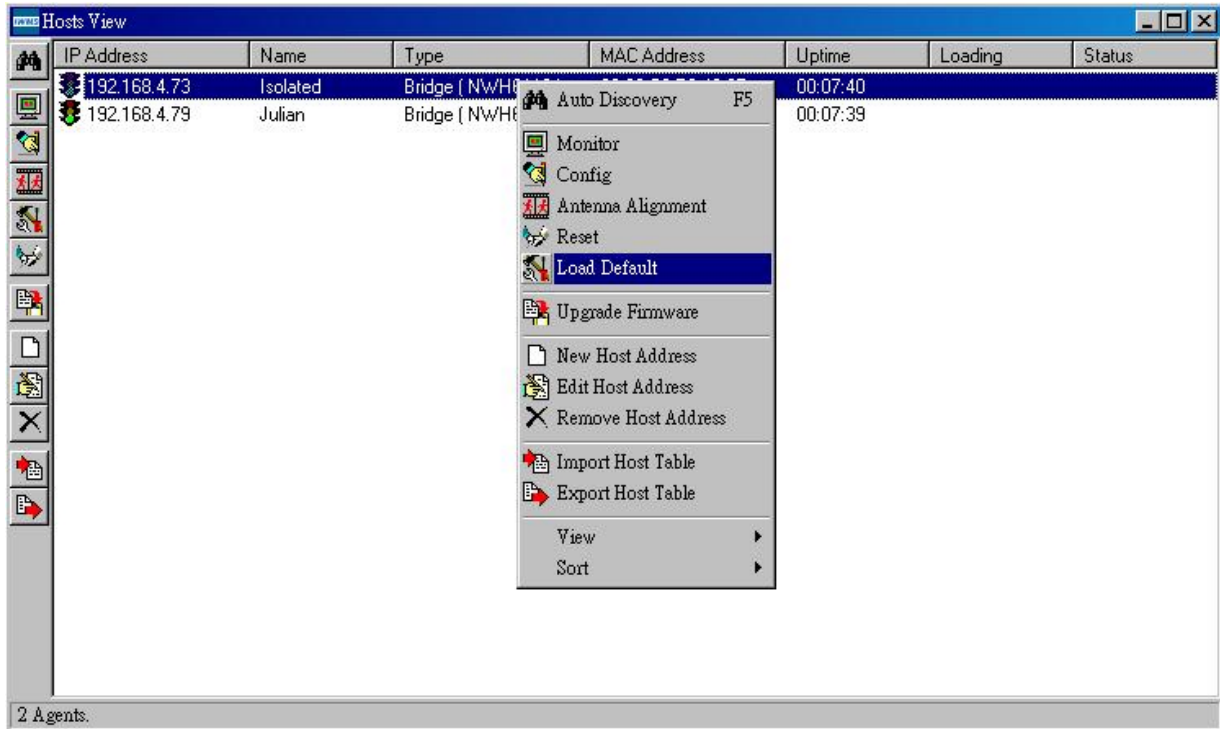 Hosts View
IP Address Name Type MAC Address Uptime Loading Status
192.168.4.73 Isolated Bridge ( 00:07:40
192.168.4.79 Julian Bridge ( 00:07:39
Auto Discovery F5
Monitor
Config
Antenna Alignment
Reset
Load Default
Upgrade Firmware
New Host Address
Edit Host Address
Remove Host Address
Import Host Table
Export Host Table
View
Sort
2 Agents.